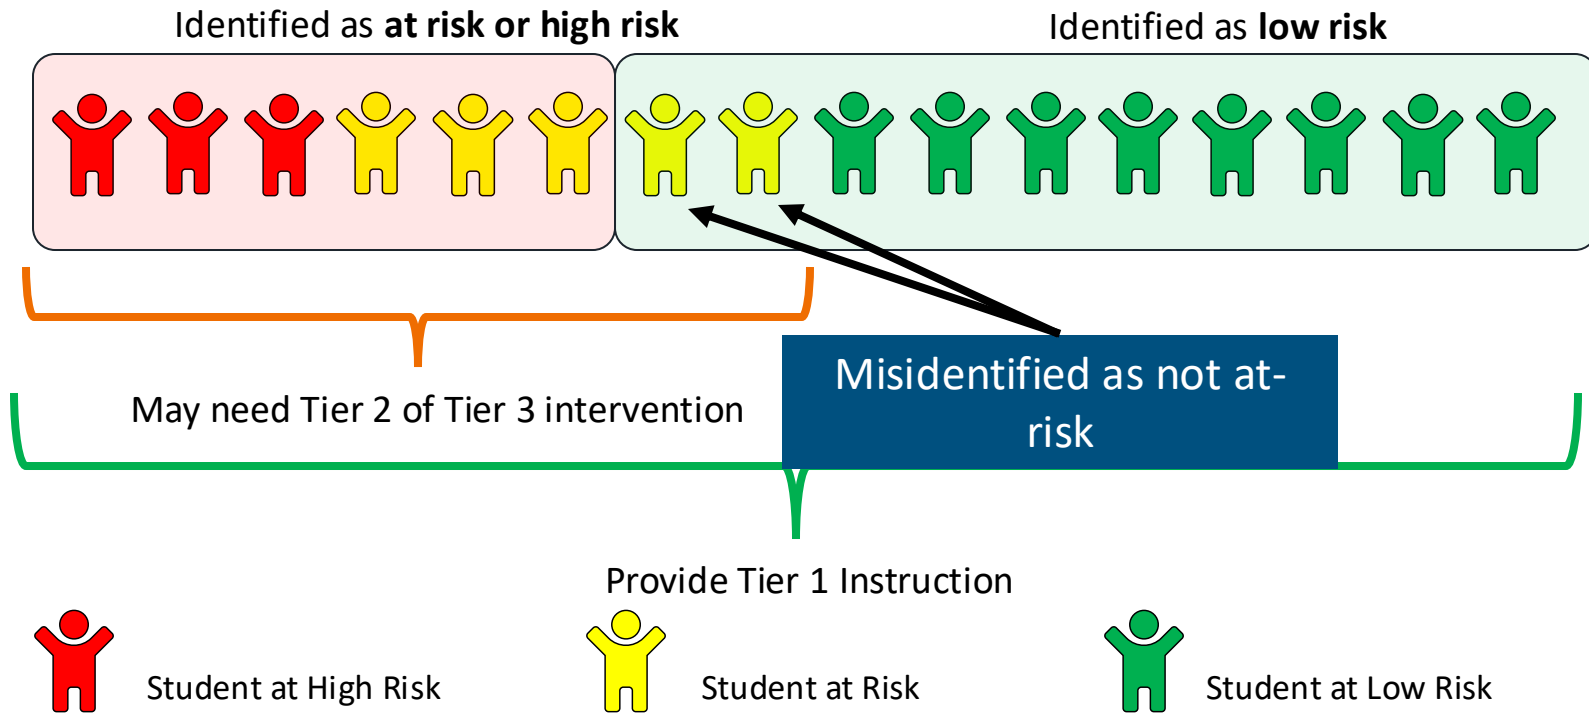 Identified as at risk or high risk
Identified as low risk
Misidentified as not at-
risk
May need Tier 2 of Tier 3 intervention
Provide Tier 1 Instruction
Student at High Risk
Student at Risk
Student at Low Risk